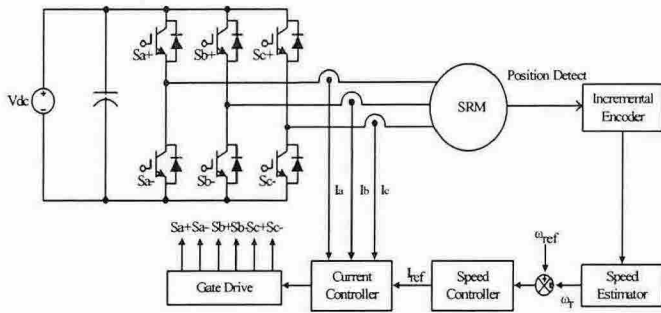 Sa+
Sb+
Sc+
Vdc
Position Detect
SRM
Incremental
Encoder
Sa-
Sb-
Sc-
Ia
Ib
Ic
Sa+Sa- Sb+Sb-Sc+Sc-
ωref
Gate Drive
Current
Controller
Iref
Speed
Controller
ωr
Speed
Estimator